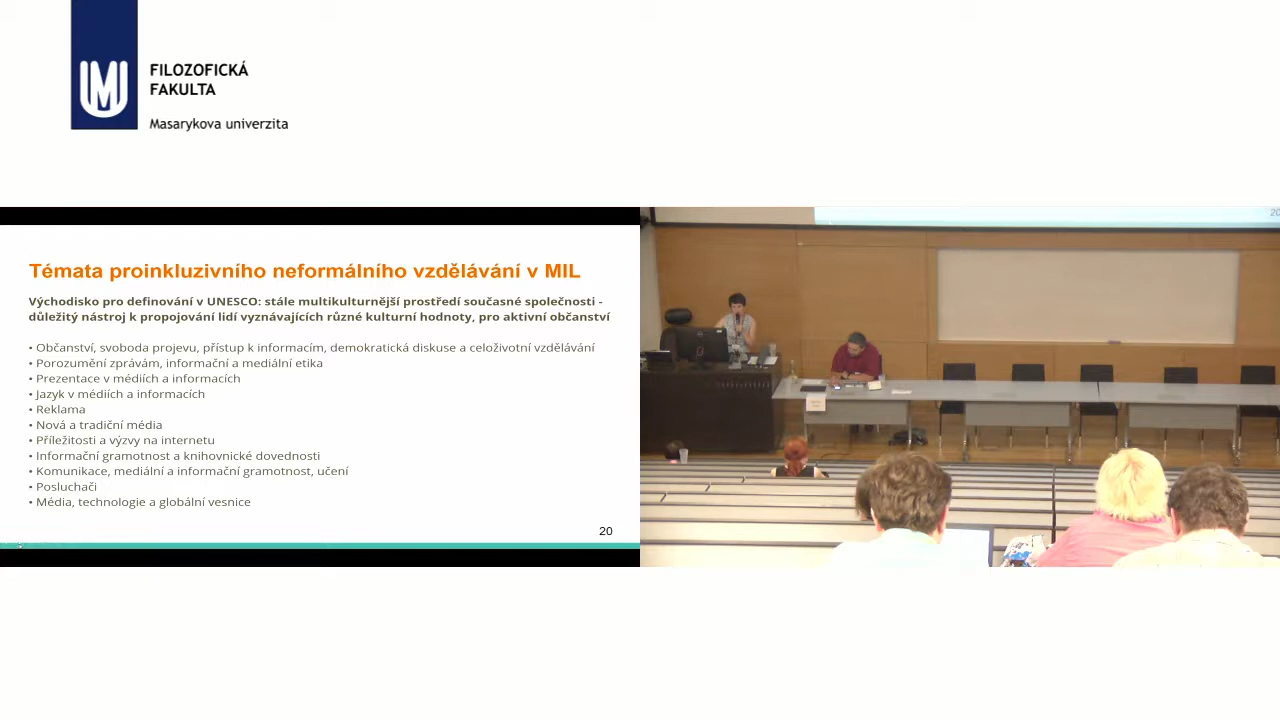 FILOZOFICKÁ
FAKULTA
Masarykova univerzita
Témata proinkluzivního neformálního vzdělávání v MIL
Východisko pro definování v UNESCO: stále multikulturnější prostředí současné společnosti -
důležitý nástroj k propojování lidí vyznávajících různé kulturní hodnoty, pro aktivní občanství
• Občanství, svoboda projevu, přístup k informacím, demokratická diskuse a celoživotní vzdělávání
• Porozumění zprávám, informační a mediální etika
• Prezentace v médiích a informacích
• Jazyk v médiích a informacích
• Reklama
• Nová a tradiční média
• Příležitosti a výzvy na internetu
• Informační gramotnost a knihovnické dovednosti
• Komunikace, mediální a informační gramotnost, učení
• Posluchači
• Média, technologie a globální vesnice
20
20